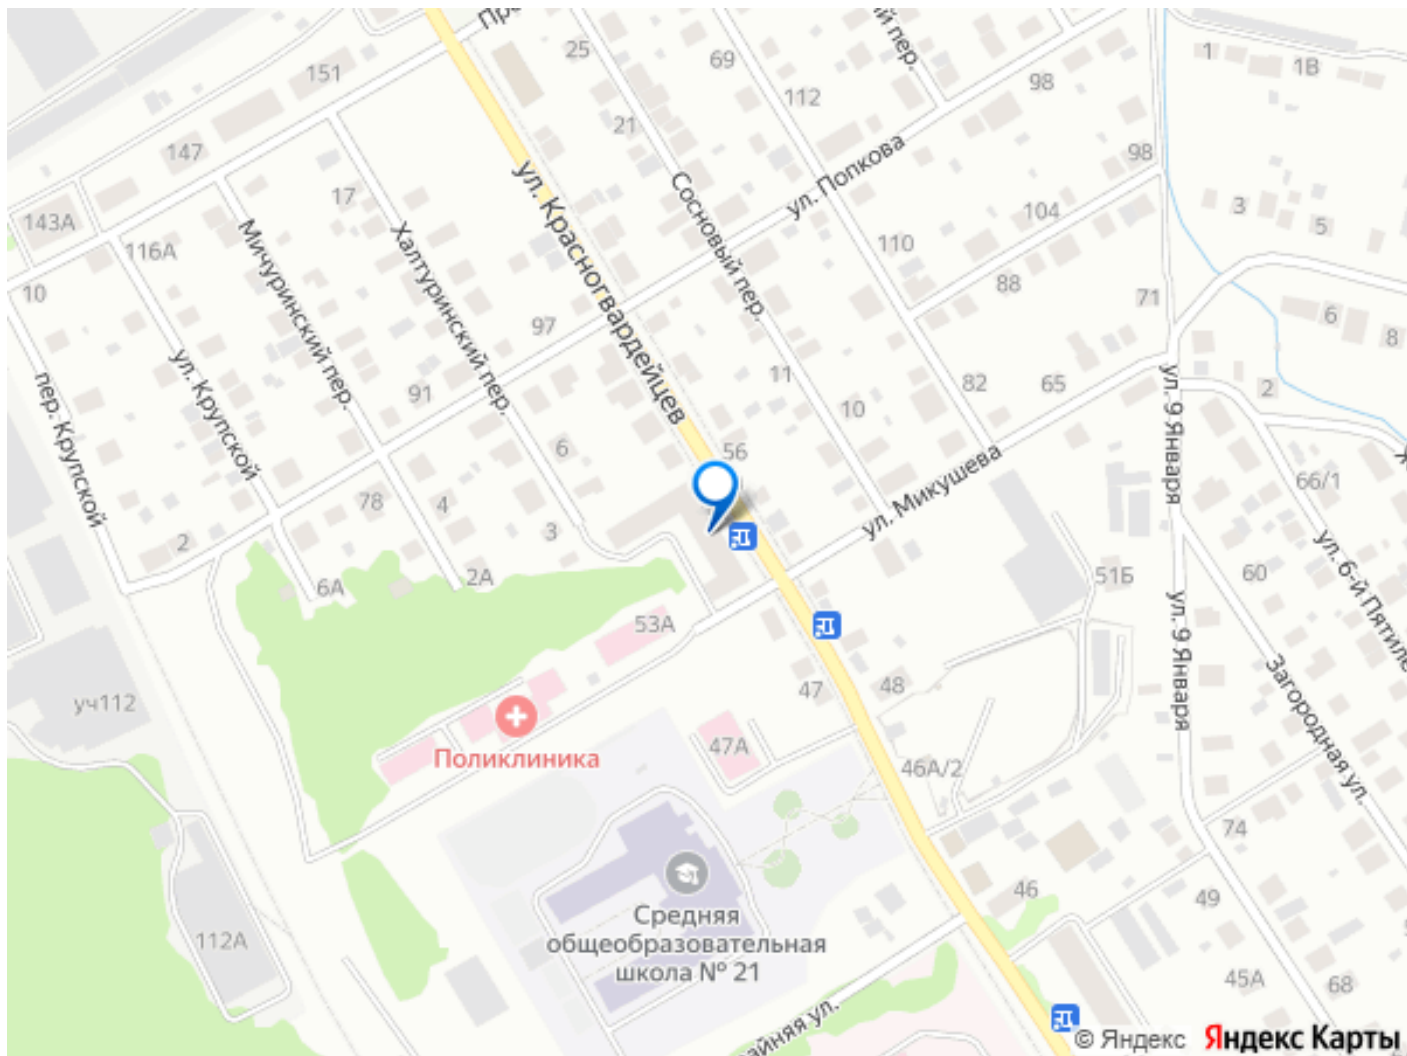 25
69
151
112
98
1
1В
147
21
ул. Попкова
98
143А
17
116А
Мичуринский пер.
Халтуринский пер.
ул. Красногвардейцев
Сосновый пер.
110
104
3
5
88
71
10
97
6
8
пер. Крупской
ул. Крупской
91
11
10
82
65
2
56
6
78
4
3
ул. Микушева
ул. 9 Января
66/1
2
6А
2А
53А
51Б
60
ул. 9 Января
Загородная ул.
уч112
47
48
Поликлиника
47А
46А/2
74
Средняя
общеобразовательная
школа № 21
46
49
112А
45А
68
© Яндекс Яндекс Карты